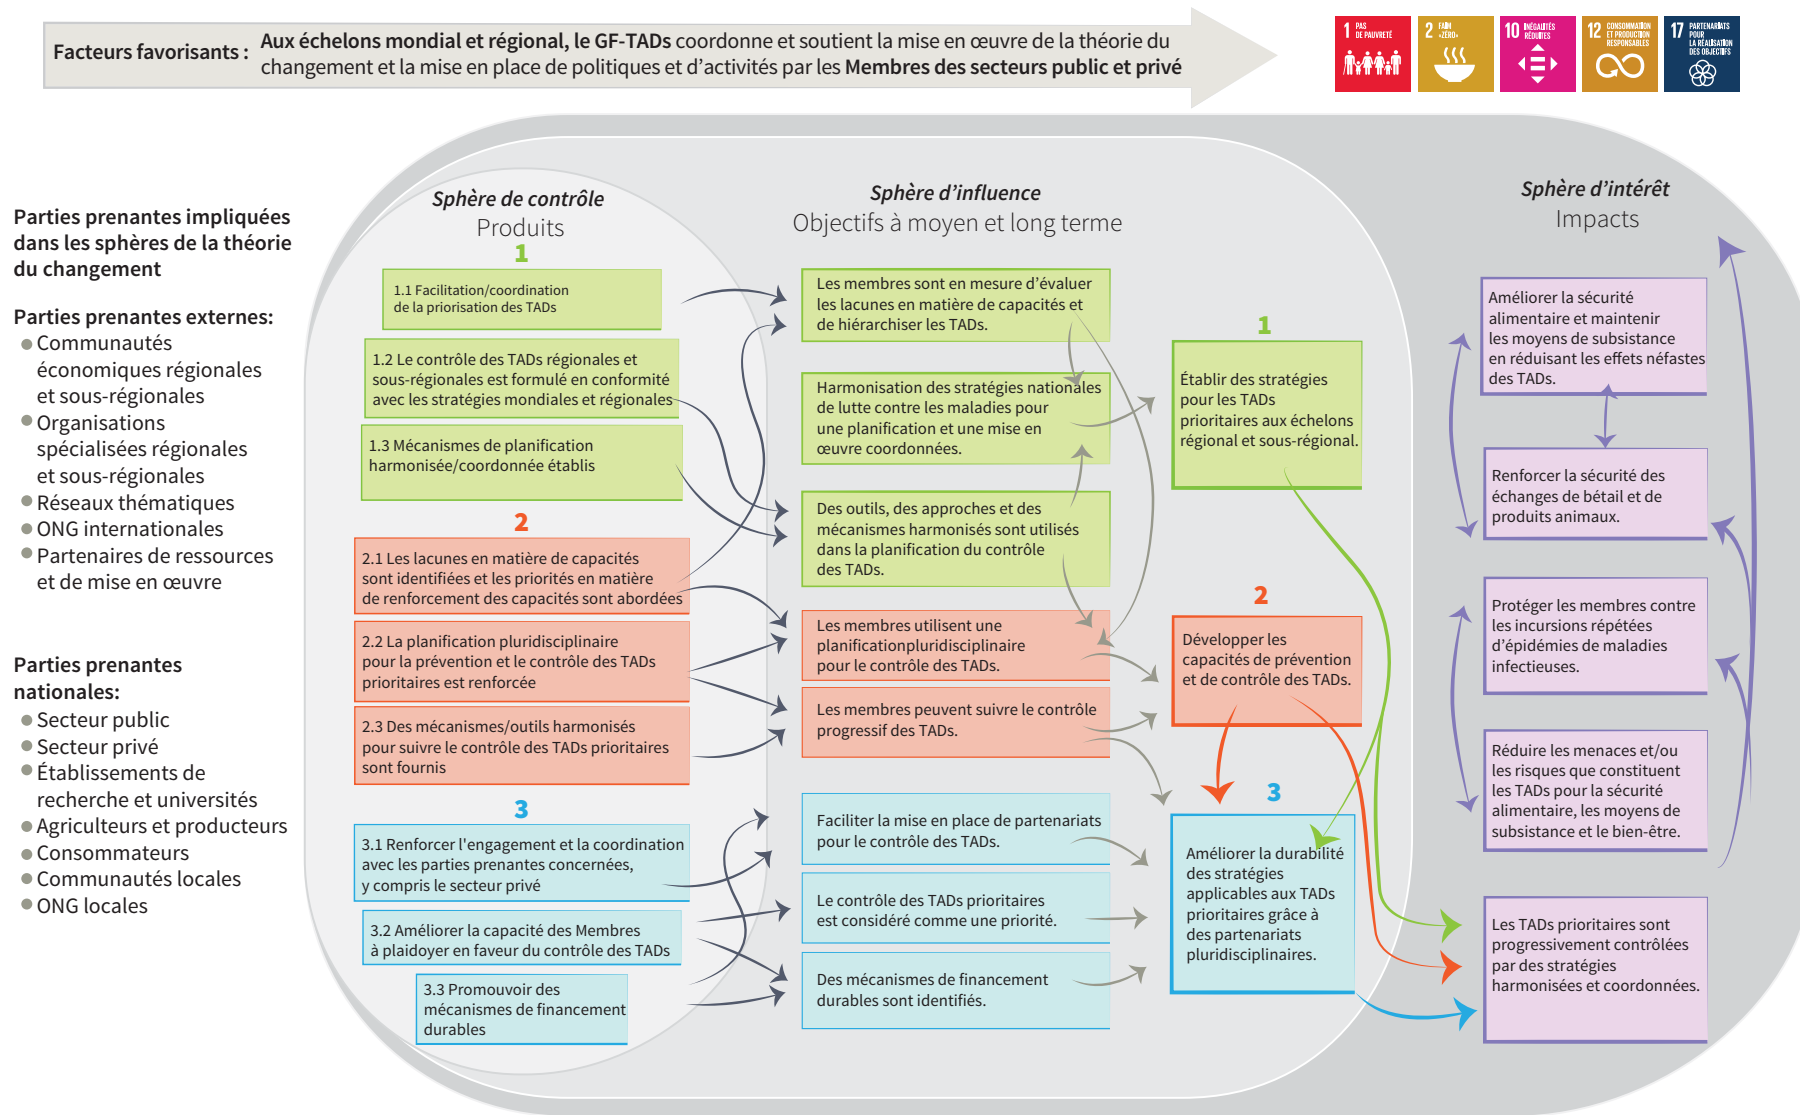 Facteurs favorisants :
Aux échelons mondial et régional, le GF-TADs coordonne et soutient la mise en œuvre de la théorie du
changement et la mise en place de politiques et d’activités par les Membres des secteurs public et privé
1 PAS
DE PAUVRETÉ
2 FAIM
«ZÉRO»
10 INÉGALITÉS
RÉDUITES
12 CONSOMMATION
ET PRODUCTION
RESPONSABLES
17 PARTENARIATS
POUR
LA RÉALISATION
DES OBJECTIFS
Parties prenantes impliquées
dans les sphères de la théorie
du changement
Parties prenantes externes:
Communautés
économiques régionales
et sous-régionales
Organisations
spécialisées régionales
et sous-régionales
Réseaux thématiques
ONG internationales
Partenaires de ressources
et de mise en œuvre
Parties prenantes
nationales:
Secteur public
Secteur privé
Établissements de
recherche et universités
Agriculteurs et producteurs
Consommateurs
Communautés locales
ONG locales
Sphère de contrôle
Produits
1
1.1 Facilitation/coordination
de la priorisation des TADs
1.2 Le contrôle des TADs régionales et
sous-régionales est formulé en conformité
avec les stratégies mondiales et régionales
1.3 Mécanismes de planification
harmonisée/coordonnée établis
2
2.1 Les lacunes en matière de capacités
sont identifiées et les priorités en matière
de renforcement des capacités sont abordées
2.2 La planification pluridisciplinaire
pour la prévention et le contrôle des TADs
prioritaires est renforcée
2.3 Des mécanismes/outils harmonisés
pour suivre le contrôle des TADs prioritaires
sont fournis
3
3.1 Renforcer l'engagement et la coordination
avec les parties prenantes concernées,
y compris le secteur privé
3.2 Améliorer la capacité des Membres
à plaidoyer en faveur du contrôle des TADs
3.3 Promouvoir des
mécanismes de financement
durables
Sphère d’influence
Objectifs à moyen et long terme
Les membres sont en mesure d’évaluer
les lacunes en matière de capacités et
de hiérarchiser les TADs.
Harmonisation des stratégies nationales
de lutte contre les maladies pour
une planification et une mise en
œuvre coordonnées.
Des outils, des approches et des
mécanismes harmonisés sont utilisés
dans la planification du contrôle
des TADs.
Les membres utilisent une
planificationpluridisciplinaire
pour le contrôle des TADs.
Les membres peuvent suivre le contrôle
progressif des TADs.
Faciliter la mise en place de partenariats
pour le contrôle des TADs.
Le contrôle des TADs prioritaires
est considéré comme une priorité.
Des mécanismes de financement
durables sont identifiés.
1
Établir des stratégies
pour les TADs
prioritaires aux échelons
régional et sous-régional.
2
Développer les
capacités de prévention
et de contrôle des TADs.
3
Améliorer la durabilité
des stratégies
applicables aux TADs
prioritaires grâce à
des partenariats
pluridisciplinaires.
Sphère d’intérêt
Impacts
Améliorer la sécurité
alimentaire et maintenir
les moyens de subsistance
en réduisant les effets néfastes
des TADs.
Renforcer la sécurité des
échanges de bétail et de
produits animaux.
Protéger les membres contre
les incursions répétées
d’épidémies de maladies
infectieuses.
Réduire les menaces et/ou
les risques que constituent
les TADs pour la sécurité
alimentaire, les moyens de
subsistance et le bien-être.
Les TADs prioritaires sont
progressivement contrôlées
par des stratégies
harmonisées et coordonnées.